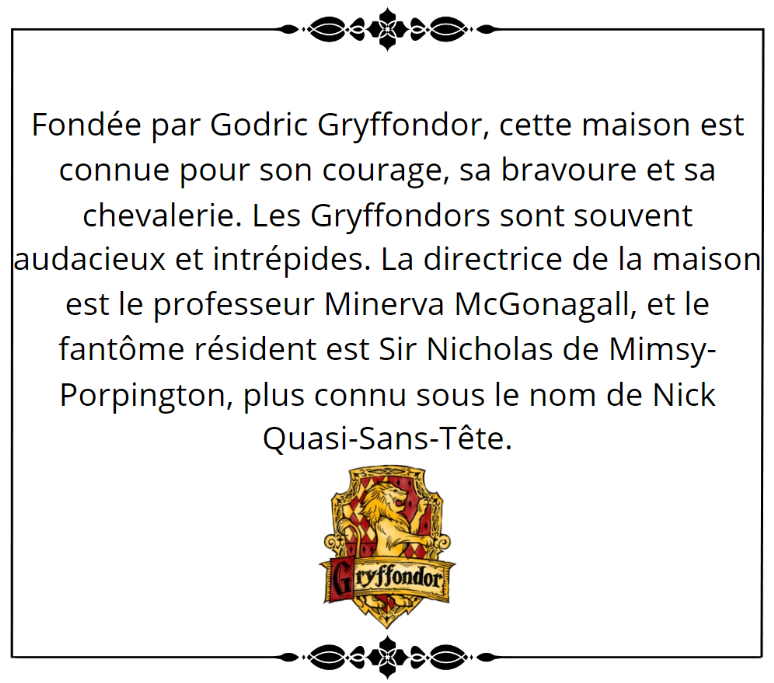 Fondée par Godric Gryffondor, cette maison est
connue pour son courage, sa bravoure et sa
chevalerie. Les Gryffondors sont souvent
audacieux et intrépides. La directrice de la maison
est le professeur Minerva McGonagall, et le
fantôme résident est Sir Nicholas de Mimsy-
Porpington, plus connu sous le nom de Nick
Quasi-Sans-Tête.
Gryffondor